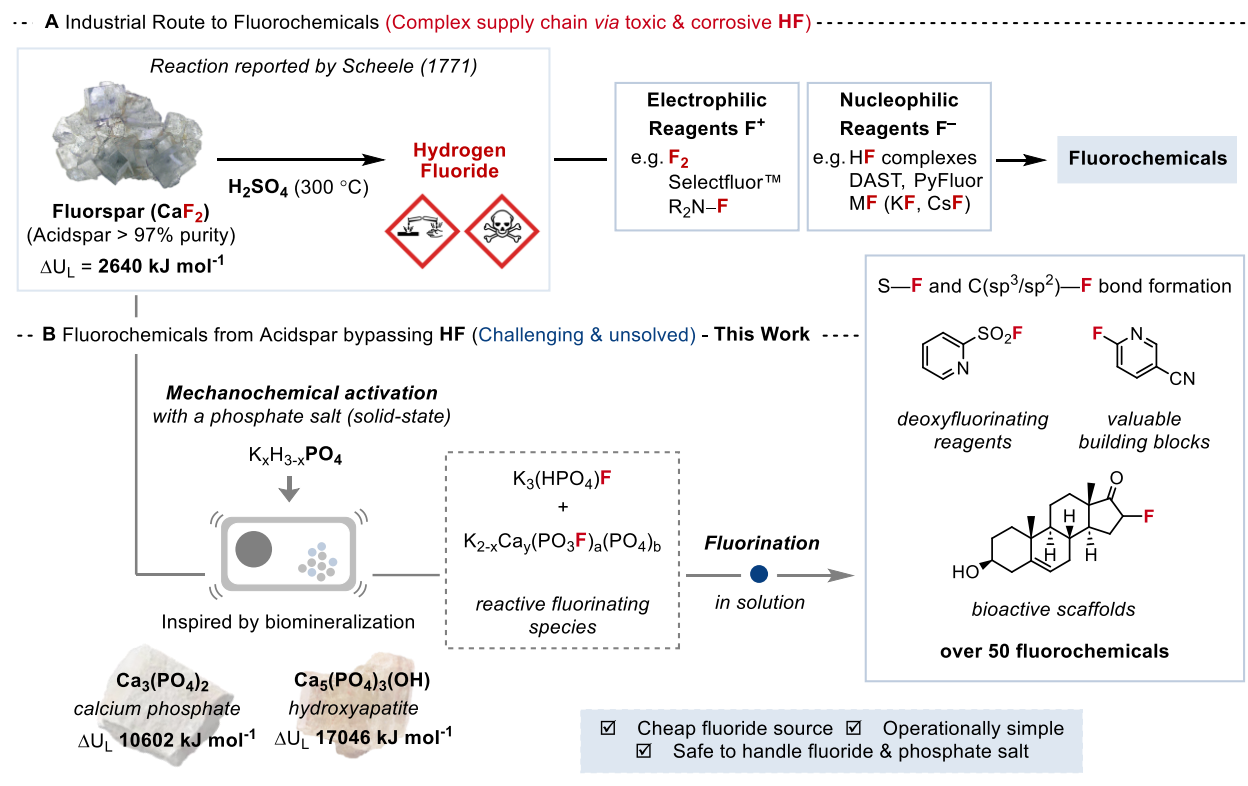 A Industrial Route to Fluorochemicals (Complex supply chain via toxic & corrosive HF)
Reaction reported by Scheele (1771)
H₂SO₄ (300 °C)
Hydrogen
Fluoride
Fluorspar (CaF₂)
(Acidspar > 97% purity)
ΔU_L = 2640 kJ mol⁻¹
Electrophilic
Reagents F⁺
e.g. F₂
Selectfluor™
R₂N–F
Nucleophilic
Reagents F⁻
e.g. HF complexes
DAST, PyFluor
MF (KF, CsF)
Fluorochemicals
B Fluorochemicals from Acidspar bypassing HF (Challenging & unsolved) - This Work
Mechanochemical activation
with a phosphate salt (solid-state)
KₓH₃₋ₓPO₄
Inspired by biomineralization
Ca₃(PO₄)₂
calcium phosphate
ΔU_L 10602 kJ mol⁻¹
Ca₅(PO₄)₃(OH)
hydroxyapatite
ΔU_L 17046 kJ mol⁻¹
K₃(HPO₄)F
+
K₂₋ₓCa_y(PO₃F)ₐ(PO₄)_b
reactive fluorinating
species
Fluorination
in solution
S—F and C(sp³/sp²)—F bond formation
SO₂F
N
F
N
CN
deoxyfluorinating
reagents
valuable
building blocks
O
F
H
H
H
HO
bioactive scaffolds
over 50 fluorochemicals
☑ Cheap fluoride source ☑ Operationally simple
☑ Safe to handle fluoride & phosphate salt